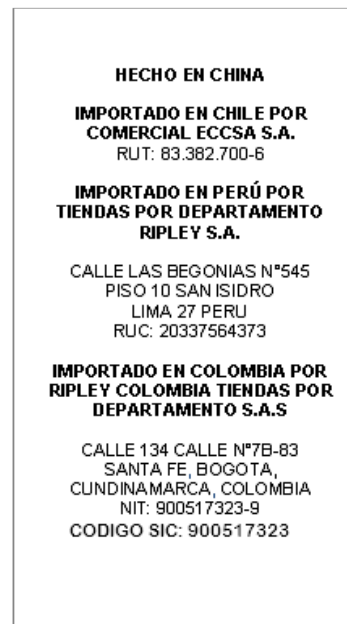 HECHO EN CHINA
IMPORTADO EN CHILE POR
COMERCIAL ECCSA S.A.
RUT: 83.382.700-6
IMPORTADO EN PERÚ POR
TIENDAS POR DEPARTAMENTO
RIPLEY S.A.
CALLE LAS BEGONIAS N°545
PISO 10 SAN ISIDRO
LIMA 27 PERU
RUC: 20337564373
IMPORTADO EN COLOMBIA POR
RIPLEY COLOMBIA TIENDAS POR
DEPARTAMENTO S.A.S
CALLE 134 CALLE N°7B-83
SANTA FE, BOGOTA,
CUNDINAMARCA, COLOMBIA
NIT: 900517323-9
CODIGO SIC: 900517323